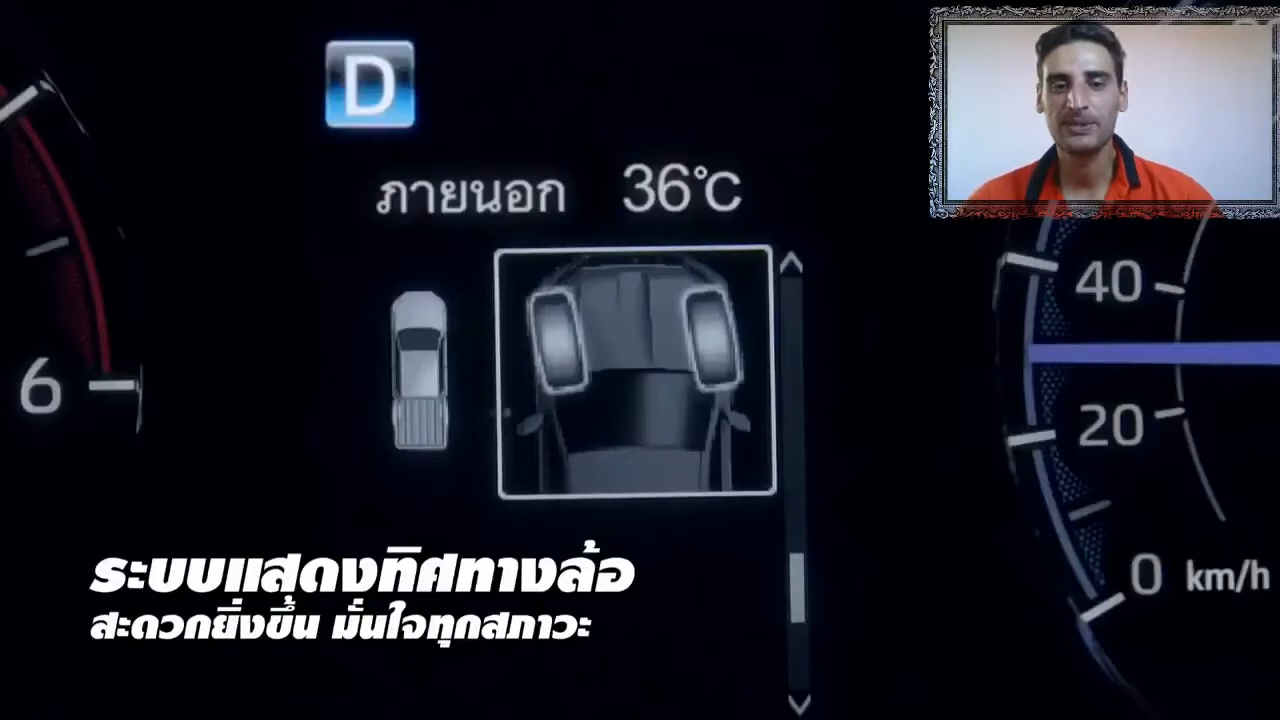 D
ภายนอก 36°C
40
6
20
0 km/h
ระบบแสดงทิศทางล้อ
สะดวกยิ่งขึ้น มั่นใจทุกสภาวะ